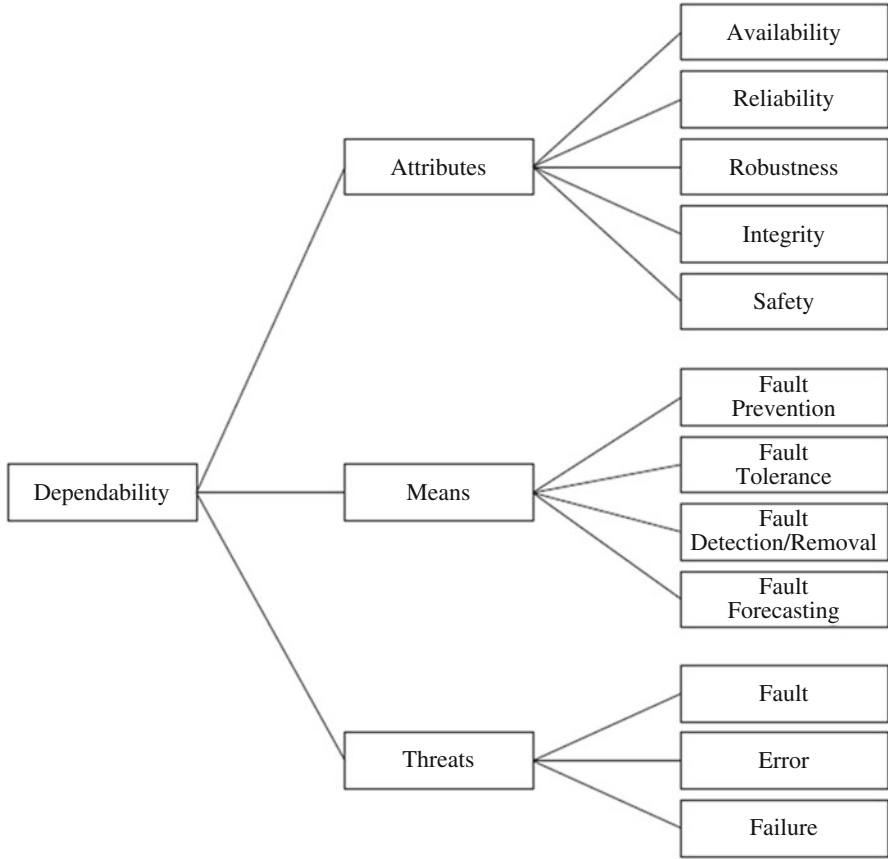 Availability
Reliability
Attributes
Robustness
Integrity
Safety
Fault
Prevention
Fault
Tolerance
Dependability
Means
Fault
Detection/Removal
Fault
Forecasting
Fault
Threats
Error
Failure